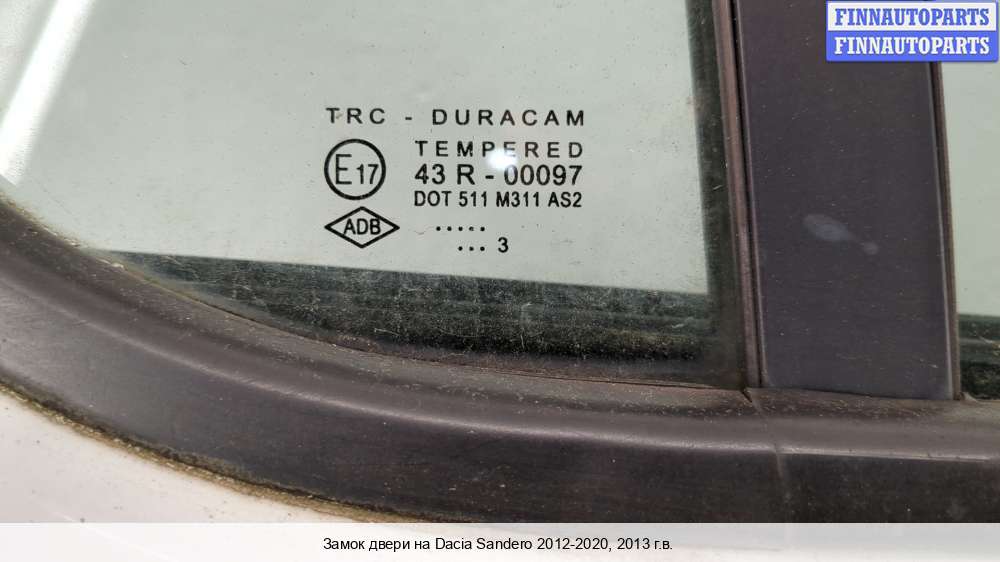 FINNAUTOPARTS
FINNAUTOPARTS
TRC - DURACAM
TEMPERED
E17
43 R - 00097
DOT 511 M311 AS2
ADB
.....
... 3
Замок двери на Dacia Sandero 2012-2020, 2013 г.в.